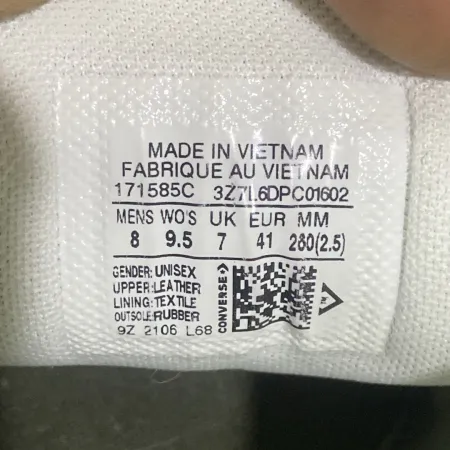 MADE IN VIETNAM
FABRIQUE AU VIETNAM
171585C 3Z7L6DPC01602
MENS WO'S UK EUR MM
8 9.5 7 41 260(2.5)
GENDER: UNISEX
UPPER: LEATHER
LINING: TEXTILE
OUTSOLE: RUBBER
9Z 2106 L68
CONVERSE
TM